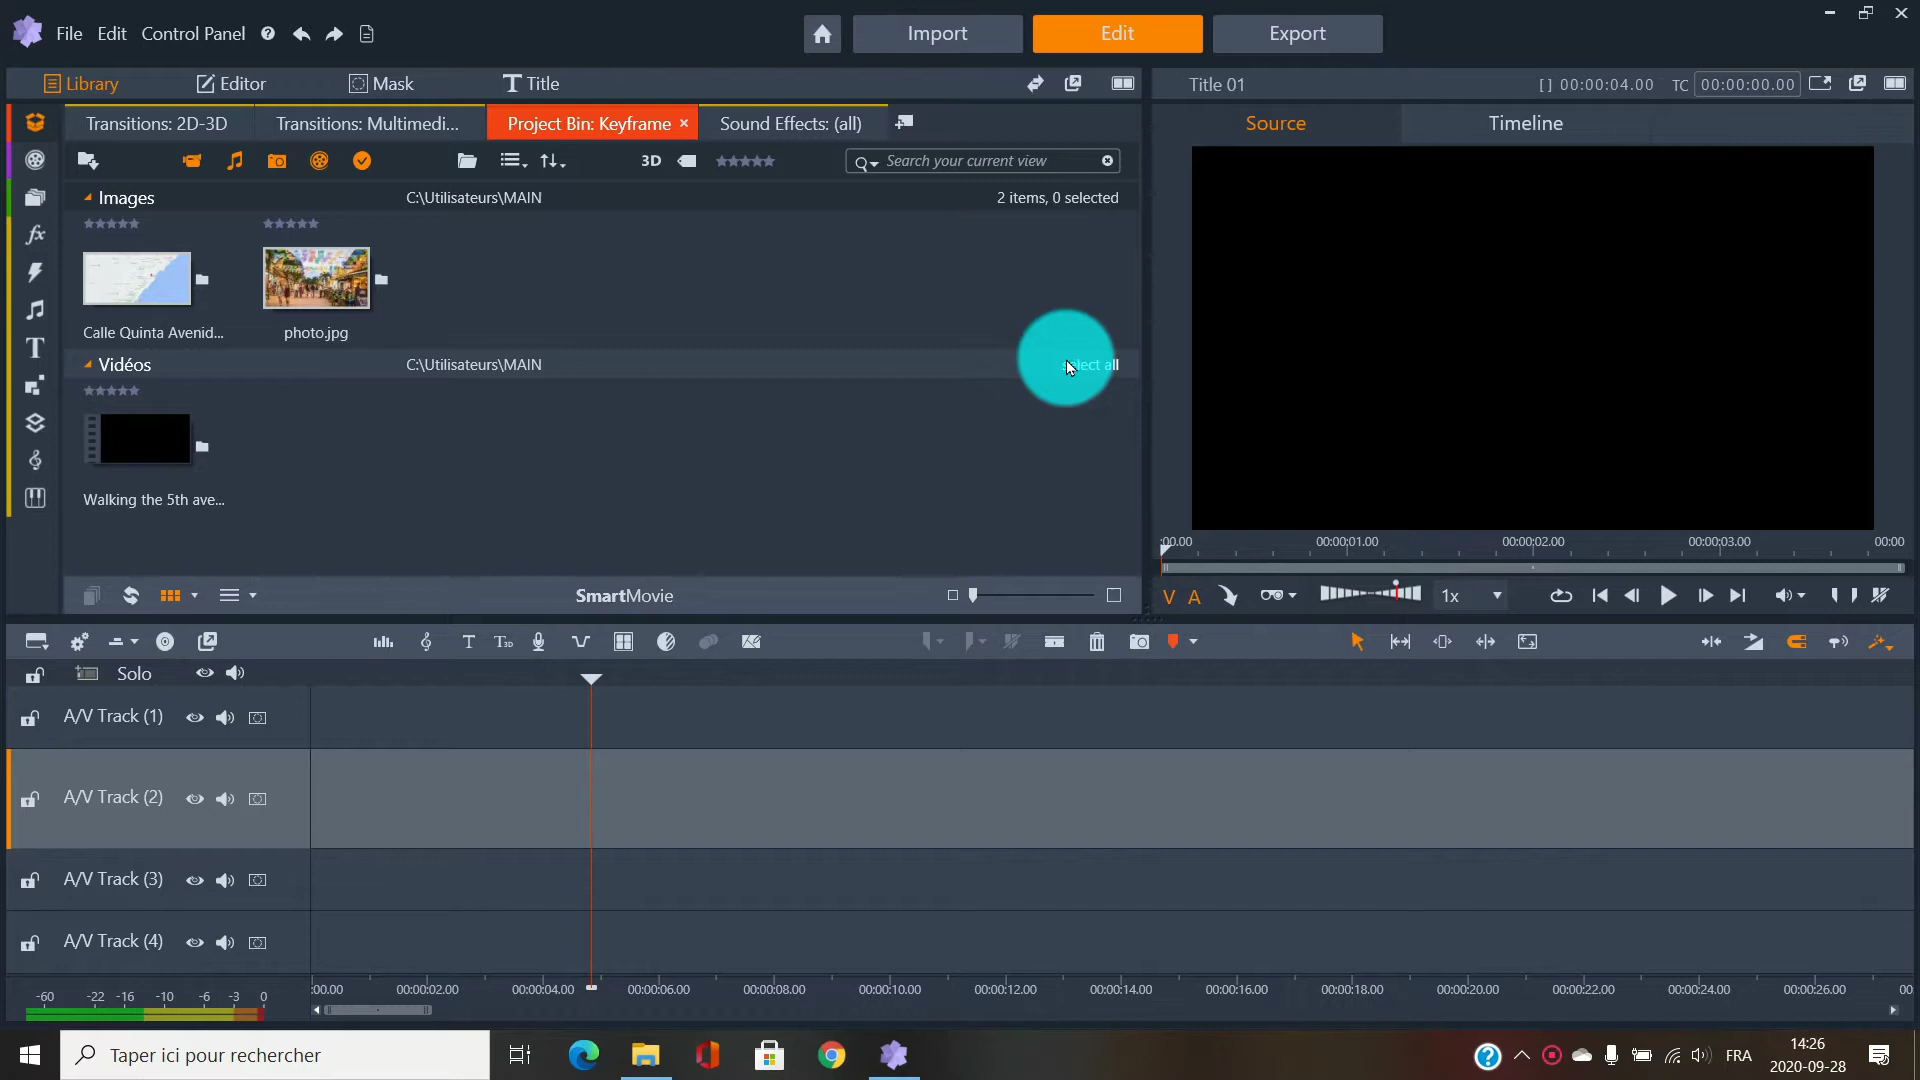 File Edit Control Panel ?
Import Edit Export
Library Editor Mask Title
Title 01 [] 00:00:04.00 TC 00:00:00.00
Transitions: 2D-3D Transitions: Multimedi... Project Bin: Keyframe × Sound Effects: (all)
Source Timeline
3D Search your current view
Images C:\Utilisateurs\MAIN 2 items, 0 selected
Calle Quinta Avenid... photo.jpg
Vidéos C:\Utilisateurs\MAIN select all
Walking the 5th ave...
:00.00 00:00:01.00 00:00:02.00 00:00:03.00 00:00
SmartMovie
V A 1x
Solo
A/V Track (1)
A/V Track (2)
A/V Track (3)
A/V Track (4)
:00.00 00:00:02.00 00:00:04.00 00:00:06.00 00:00:08.00 00:00:10.00 00:00:12.00 00:00:14.00 00:00:16.00 00:00:18.00 00:00:20.00 00:00:22.00 00:00:24.00 00:00:26.00 00
-60 -22 -16 -10 -6 -3 0
Taper ici pour rechercher
FRA
14:26
2020-09-28